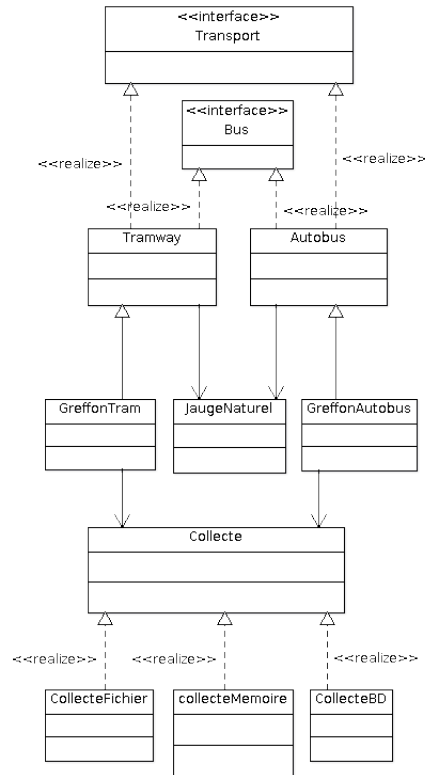 <<interface>>
Transport
<<interface>>
Bus
<<realize>>
<<realize>>
<<realize>>
<<realize>>
Tramway
Autobus
GreffonTram
JaugeNaturel
GreffonAutobus
Collecte
<<realize>>
<<realize>>
<<realize>>
CollecteFichier
collecteMemoire
CollecteBD